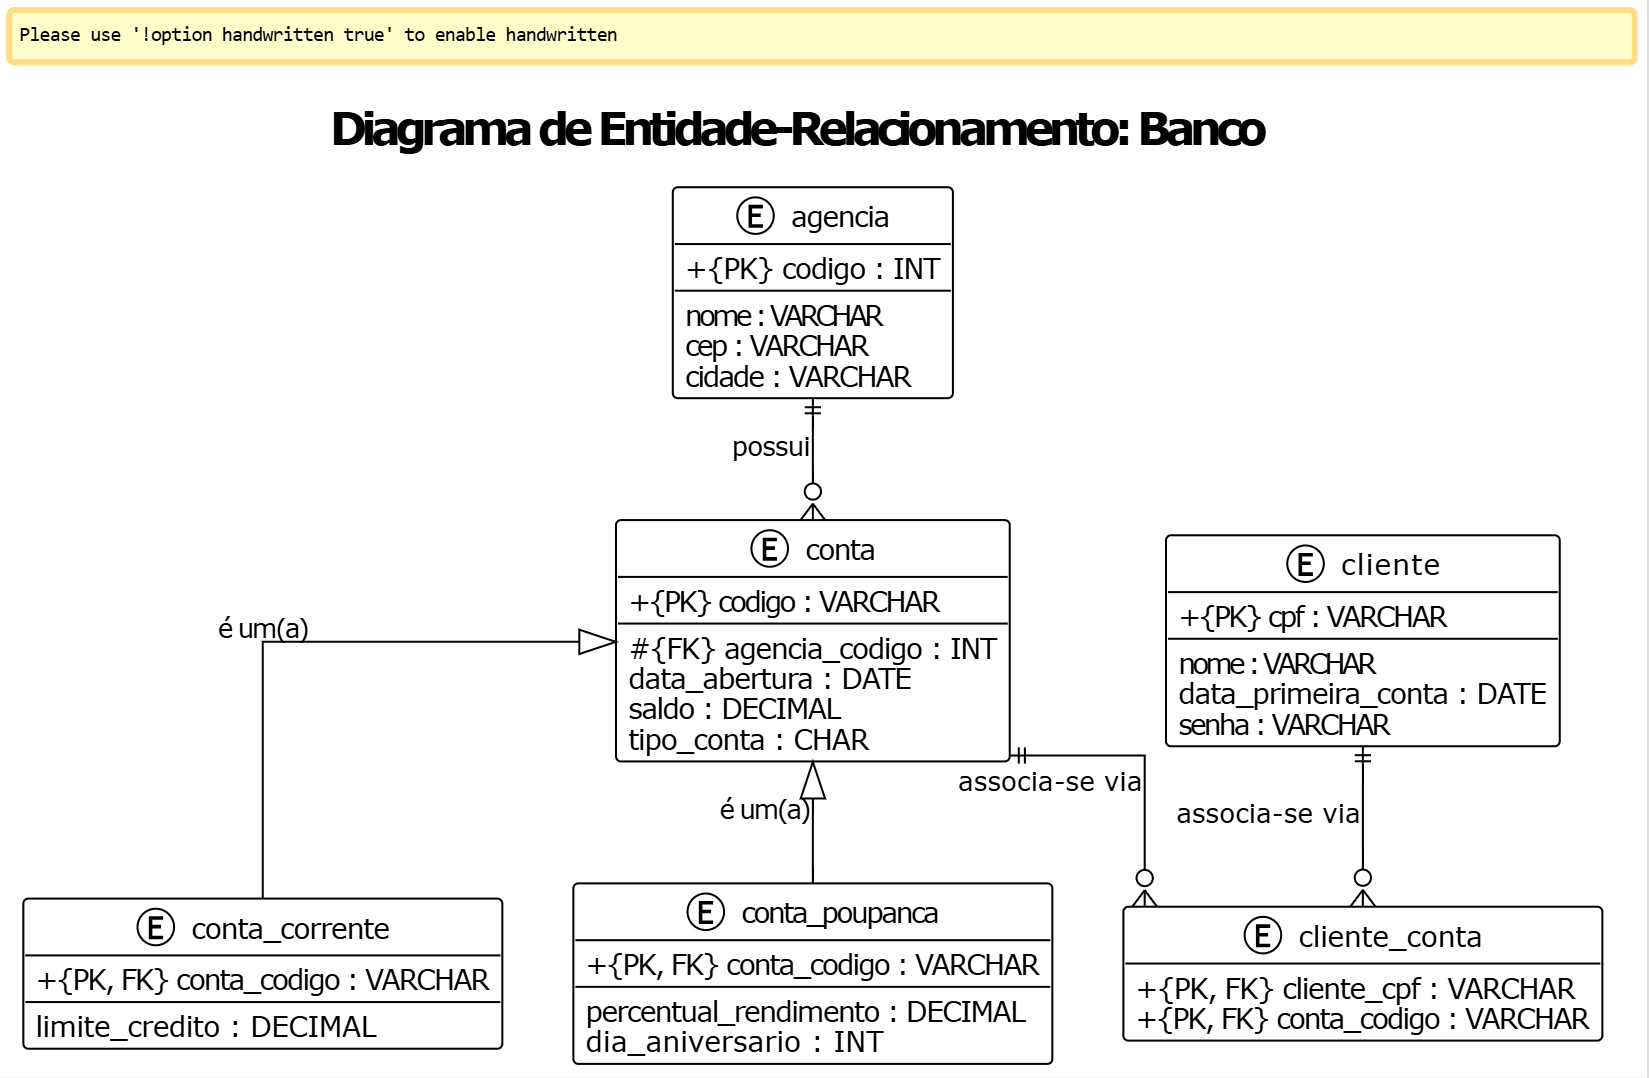 Please use '!option handwritten true' to enable handwritten
Diagrama de Entidade-Relacionamento: Banco
E agencia
+{PK} codigo : INT
nome : VARCHAR
cep : VARCHAR
cidade : VARCHAR
possui
E conta
+{PK} codigo : VARCHAR
#{FK} agencia_codigo : INT
data_abertura : DATE
saldo : DECIMAL
tipo_conta : CHAR
E cliente
+{PK} cpf : VARCHAR
nome : VARCHAR
data_primeira_conta : DATE
senha : VARCHAR
é um(a)
é um(a)
associa-se via
associa-se via
E conta_corrente
+{PK, FK} conta_codigo : VARCHAR
limite_credito : DECIMAL
E conta_poupanca
+{PK, FK} conta_codigo : VARCHAR
percentual_rendimento : DECIMAL
dia_aniversario : INT
E cliente_conta
+{PK, FK} cliente_cpf : VARCHAR
+{PK, FK} conta_codigo : VARCHAR